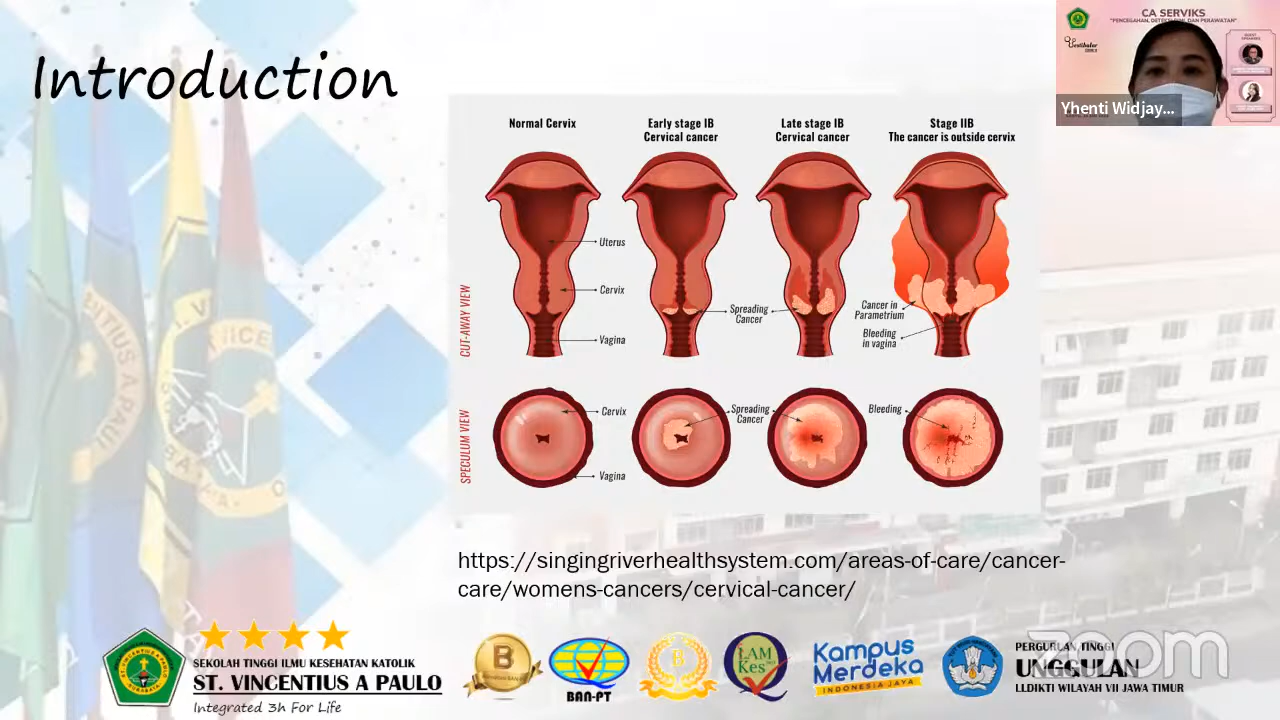 Introduction
CA SERVIKS
Yhenti Widjay...
Normal Cervix
Early stage IB
Cervical cancer
Late stage IB
Cervical cancer
Stage IIB
The cancer is outside cervix
CUT-AWAY VIEW
Uterus
Cervix
Vagina
Spreading
Cancer
Cancer in
Parametrium
Bleeding
in vagina
SPECULUM VIEW
Cervix
Vagina
Spreading
Cancer
Bleeding
https://singingriverhealthsystem.com/areas-of-care/cancer-
care/womens-cancers/cervical-cancer/
SEKOLAH TINGGI ILMU KESEHATAN KATOLIK
ST. VINCENTIUS A PAULO
Integrated 3h For Life
B
BAN-PT
B
LAM
Kes
Kampus
Merdeka
INDONESIA JAYA
PERGURUAN TINGGI
UNGGULAN
LLDIKTI WILAYAH VII JAWA TIMUR
zoom